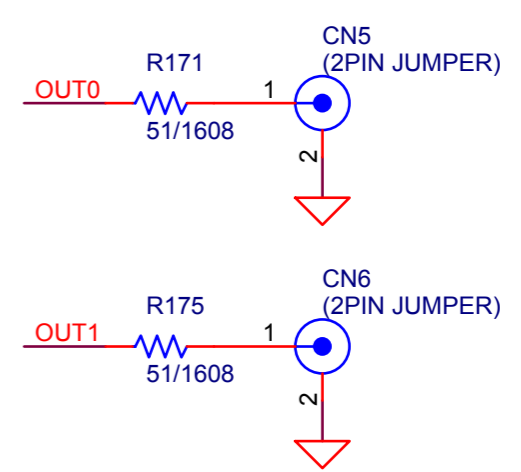 CN5
R171
(2PIN JUMPER)
OUT0
1
51/1608
2
CN6
R175
(2PIN JUMPER)
OUT1
1
51/1608
2